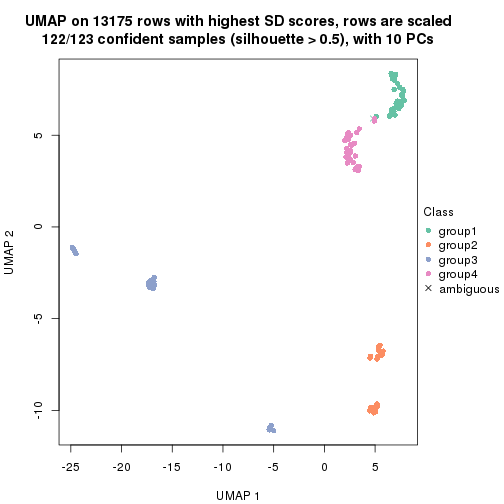 UMAP on 13175 rows with highest SD scores, rows are scaled
122/123 confident samples (silhouette > 0.5), with 10 PCs
5
0
-5
-10
UMAP 2
-25
-20
-15
-10
-5
0
5
UMAP 1
Class
group1
group2
group3
group4
ambiguous